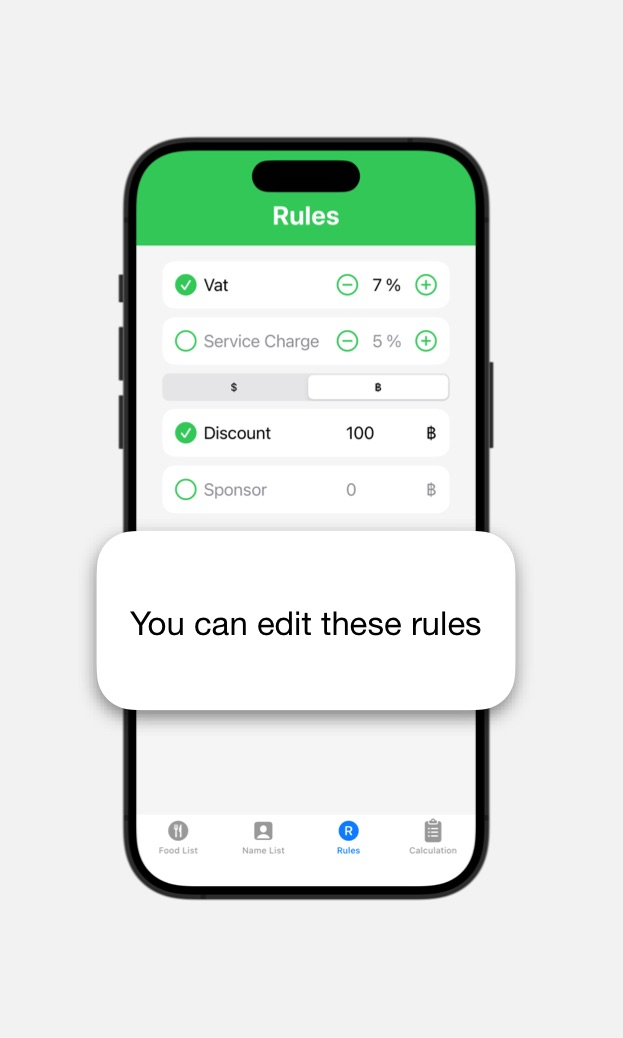 Rules
Vat 7 %
Service Charge 5 %
$ ฿
Discount 100 ฿
Sponsor 0 ฿
You can edit these rules
R
Food List Name List Rules Calculation